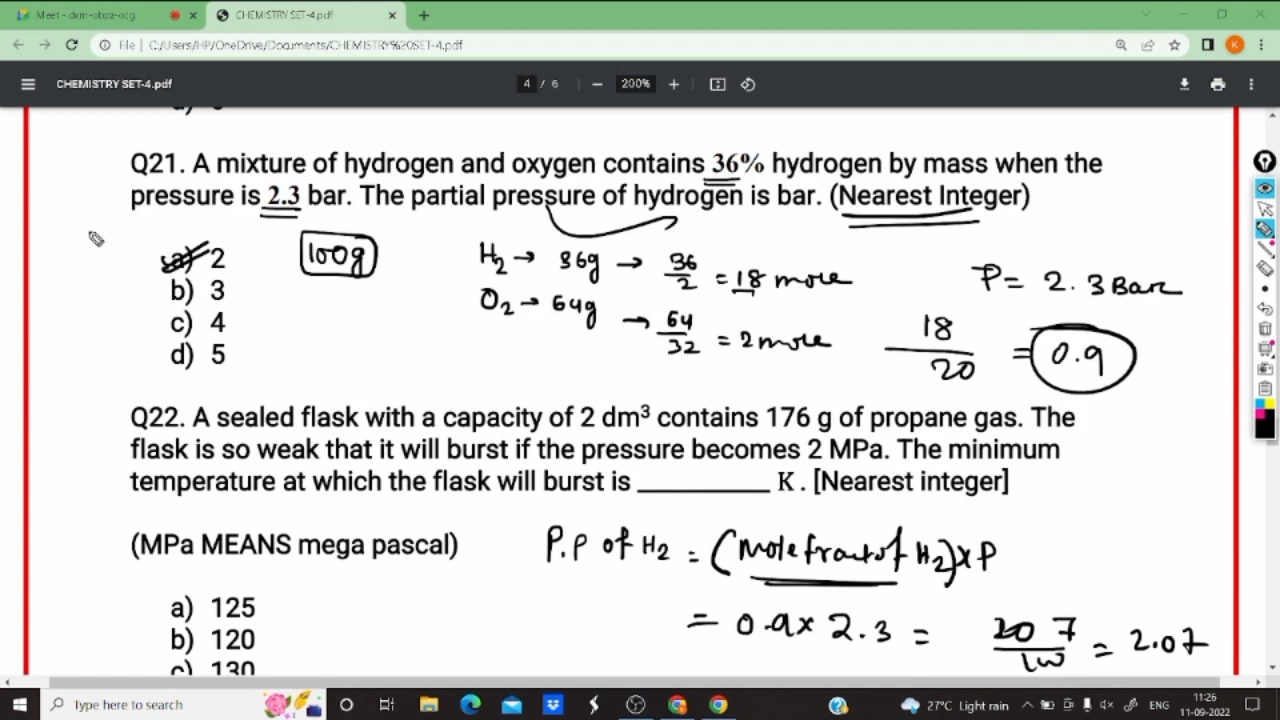 Meet - dxm-obpz-ocg
CHEMISTRY SET-4.pdf
File | C:/Users/HP/OneDrive/Documents/CHEMISTRY%20SET-4.pdf
CHEMISTRY SET-4.pdf
4 / 6
200%
Q21. A mixture of hydrogen and oxygen contains 36% hydrogen by mass when the
pressure is 2.3 bar. The partial pressure of hydrogen is bar. (Nearest Integer)
a) 2
b) 3
c) 4
d) 5
100g
H2 → 36g → 36/2 = 18 mole
O2 → 64g → 64/32 = 2 mole
P = 2.3 Bar
18/20 = 0.9
Q22. A sealed flask with a capacity of 2 dm³ contains 176 g of propane gas. The
flask is so weak that it will burst if the pressure becomes 2 MPa. The minimum
temperature at which the flask will burst is __________ K . [Nearest integer]
(MPa MEANS mega pascal)
P.P of H2 = (mole fract of H2) x P
= 0.9 x 2.3 = 207/100 = 2.07
a) 125
b) 120
c) 130
Type here to search
27°C Light rain
ENG
11:26
11-09-2022